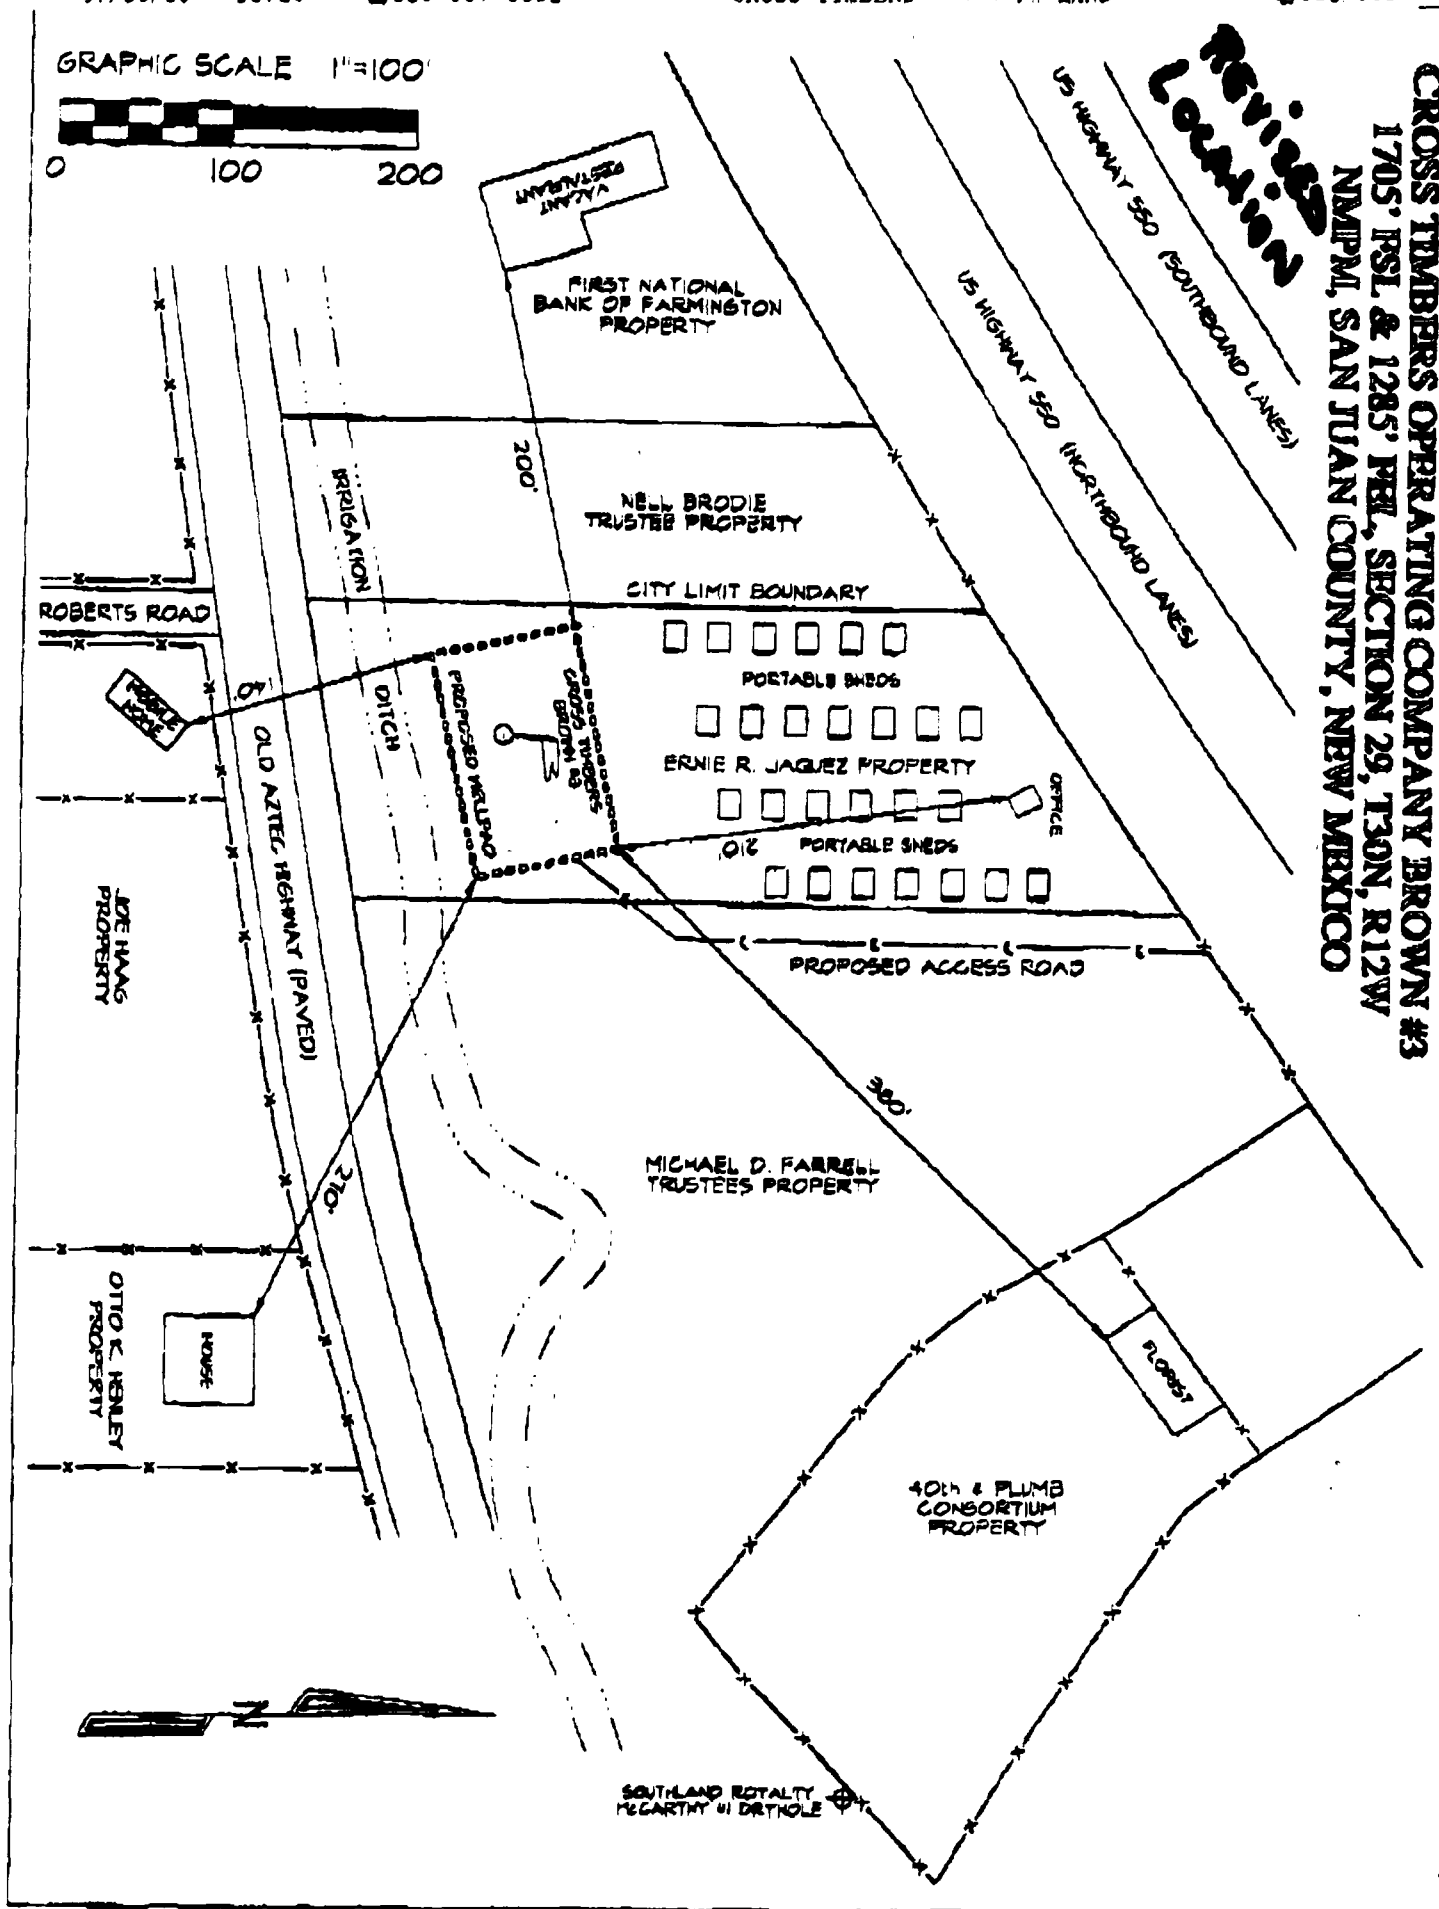 GRAPHIC SCALE 1"=100'
0 100 200
REVISED
LOCATION
CROSS TIMBERS OPERATING COMPANY BROWN #3
1705' FSL & 1285' FEL, SECTION 29, T30N, R12W
NMPM, SAN JUAN COUNTY, NEW MEXICO
US HIGHWAY 550 (SOUTHBOUND LANES)
US HIGHWAY 550 (NORTHBOUND LANES)
VACANT
RESTAURANT
FIRST NATIONAL
BANK OF FARMINGTON
PROPERTY
200'
NELL BRODIE
TRUSTEE PROPERTY
IRRIGATION
DITCH
CITY LIMIT BOUNDARY
ROBERTS ROAD
PORTABLE SHEDS
MOBILE
HOME
OLD AZTEC HIGHWAY (PAVED)
PROPOSED WELLPAD
CROSS TIMBERS
BROWN #3
ERNIE R. JAQUEZ PROPERTY
OFFICE
210'
PORTABLE SHEDS
PROPOSED ACCESS ROAD
JOE HAAG
PROPERTY
380'
MICHAEL D. FARRELL
TRUSTEES PROPERTY
270'
OTTO K. HENLEY
PROPERTY
HOUSE
FLORIST
40th & PLUMB
CONSORTIUM
PROPERTY
N
SOUTHLAND ROYALTY
McCARTHY #1 DRYHOLE